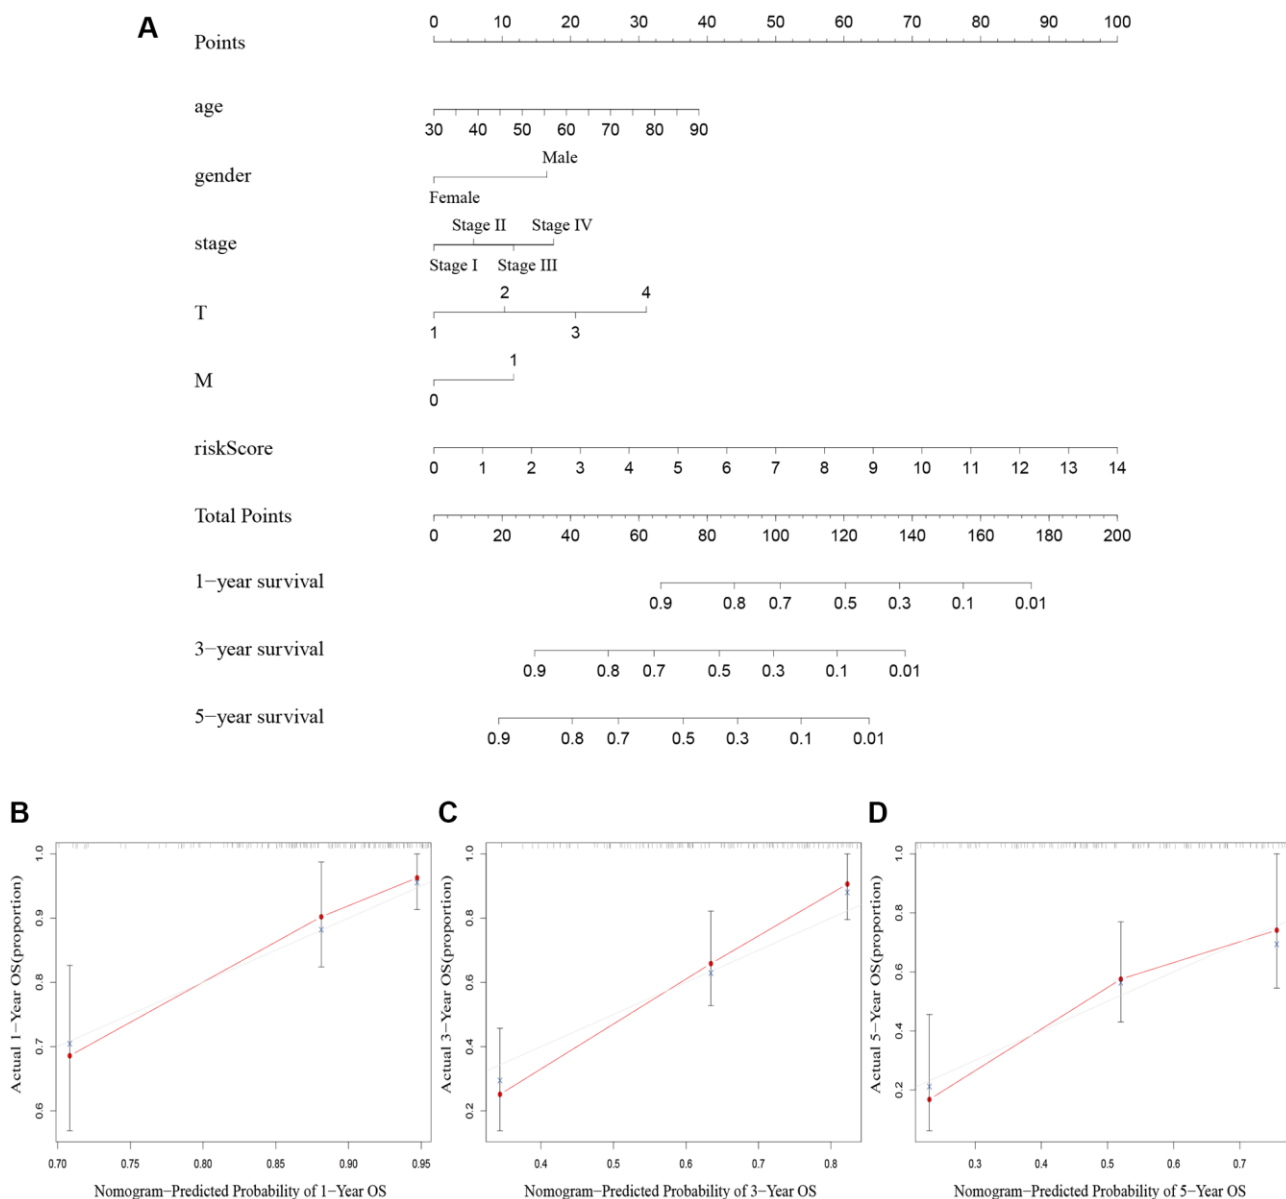 A
Points
0 10 20 30 40 50 60 70 80 90 100
age
30 40 50 60 70 80 90
Male
gender
Female
Stage II Stage IV
stage
Stage I Stage III
2 4
T
1 3
1
M
0
riskScore
0 1 2 3 4 5 6 7 8 9 10 11 12 13 14
Total Points
0 20 40 60 80 100 120 140 160 180 200
1−year survival
0.9 0.8 0.7 0.5 0.3 0.1 0.01
3−year survival
0.9 0.8 0.7 0.5 0.3 0.1 0.01
5−year survival
0.9 0.8 0.7 0.5 0.3 0.1 0.01
B
Actual 1−Year OS(proportion)
1.0
0.9
0.8
0.7
0.6
0.70 0.75 0.80 0.85 0.90 0.95
Nomogram−Predicted Probability of 1−Year OS
C
Actual 3−Year OS(proportion)
1.0
0.8
0.6
0.4
0.2
0.4 0.5 0.6 0.7 0.8
Nomogram−Predicted Probability of 3−Year OS
D
Actual 5−Year OS(proportion)
1.0
0.8
0.6
0.4
0.2
0.3 0.4 0.5 0.6 0.7
Nomogram−Predicted Probability of 5−Year OS